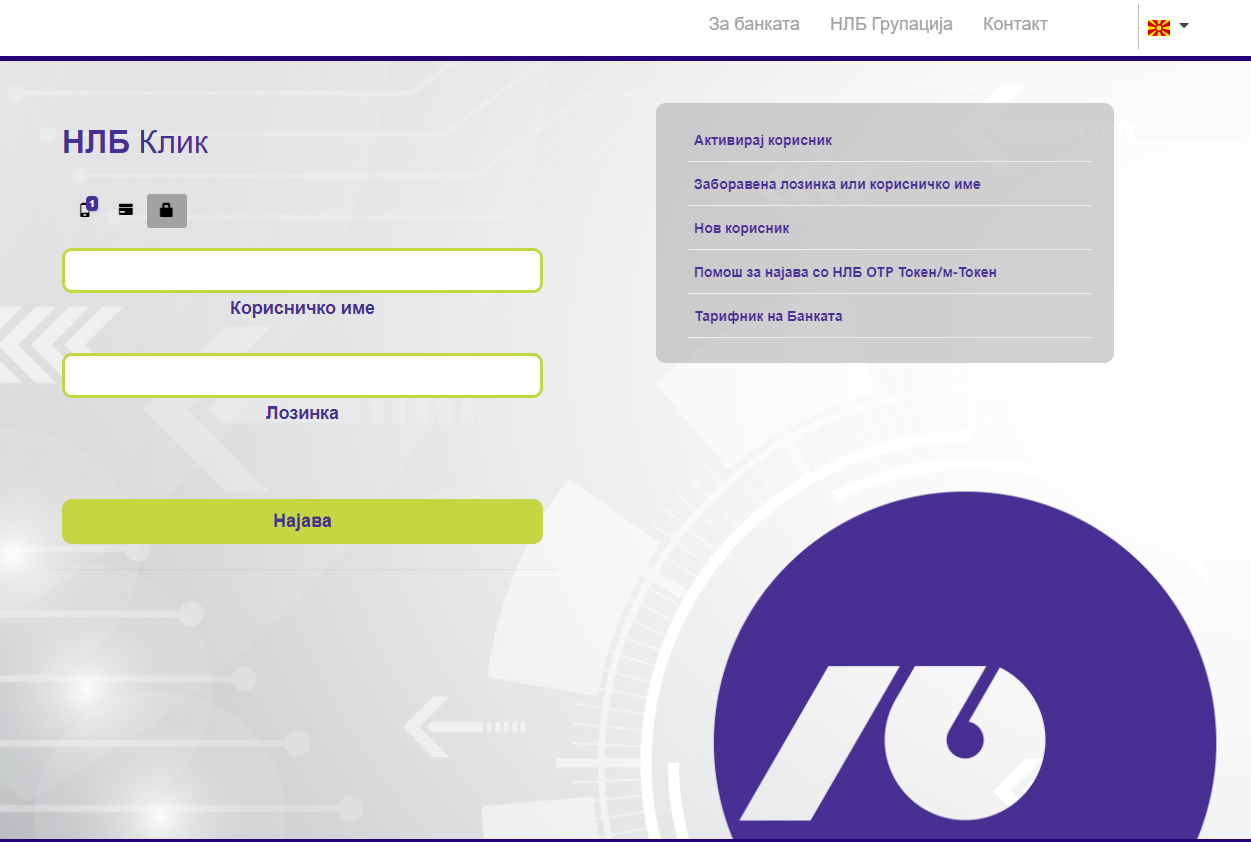 За банката НЛБ Групација Контакт
НЛБ Клик
1
Корисничко име
Лозинка
Најава
Активирај корисник
Заборавена лозинка или корисничко име
Нов корисник
Помош за најава со НЛБ ОТР Токен/м-Токен
Тарифник на Банката